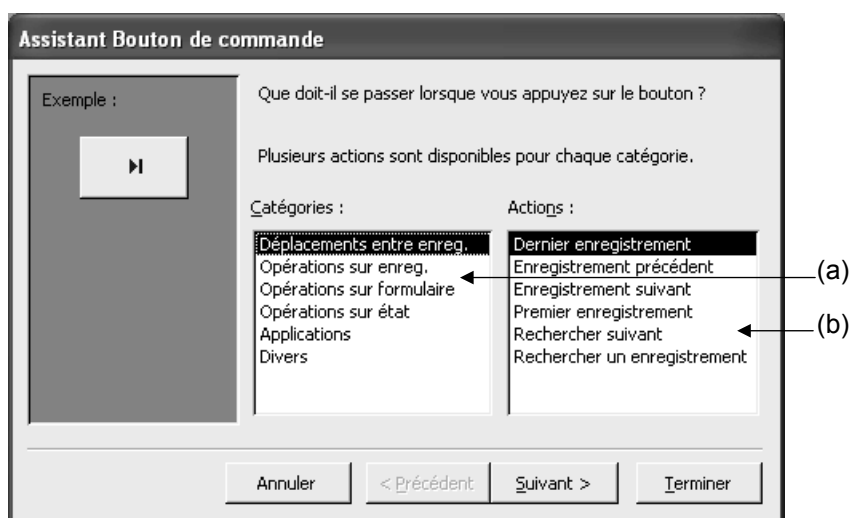 Assistant Bouton de commande
Exemple :
Que doit-il se passer lorsque vous appuyez sur le bouton ?
Plusieurs actions sont disponibles pour chaque catégorie.
Catégories :
Déplacements entre enreg.
Opérations sur enreg.
Opérations sur formulaire
Opérations sur état
Applications
Divers
Actions :
Dernier enregistrement
Enregistrement précédent
Enregistrement suivant
Premier enregistrement
Rechercher suivant
Rechercher un enregistrement
(a)
(b)
Annuler
< Précédent
Suivant >
Terminer